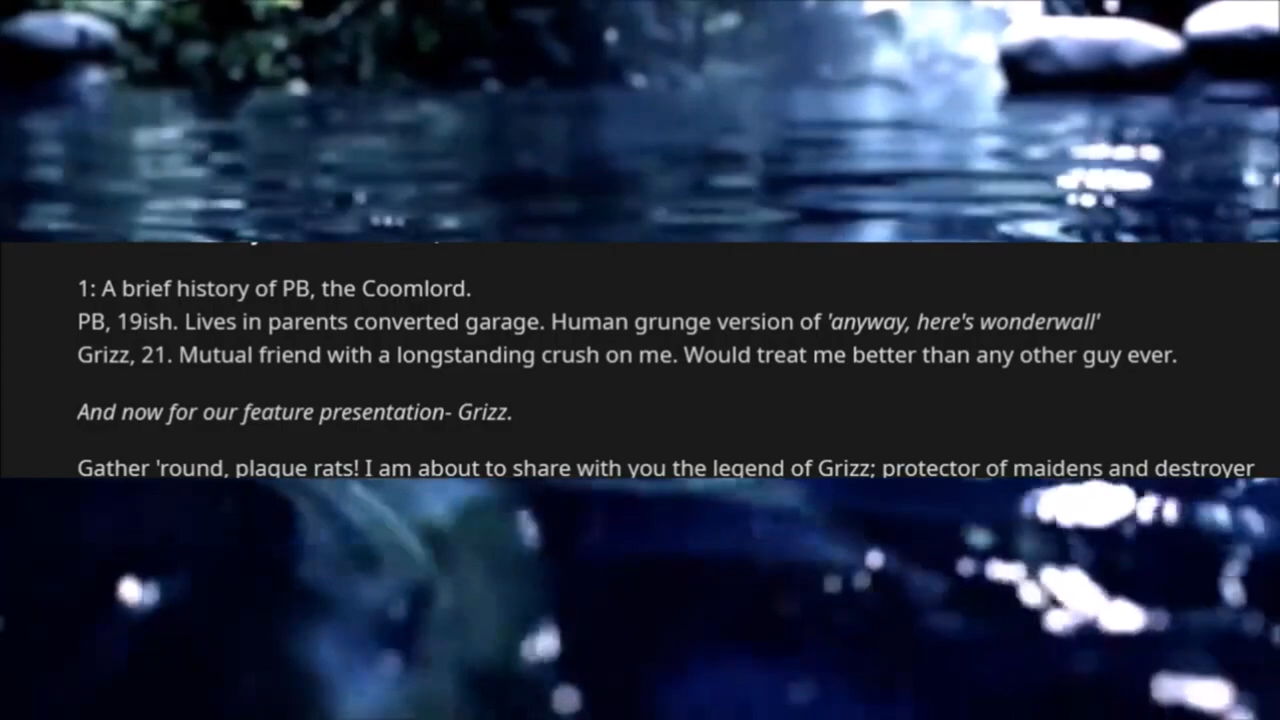 1: A brief history of PB, the Coomlord.
PB, 19ish. Lives in parents converted garage. Human grunge version of 'anyway, here's wonderwall'
Grizz, 21. Mutual friend with a longstanding crush on me. Would treat me better than any other guy ever.
And now for our feature presentation- Grizz.
Gather 'round, plague rats! I am about to share with you the legend of Grizz; protector of maidens and destroyer